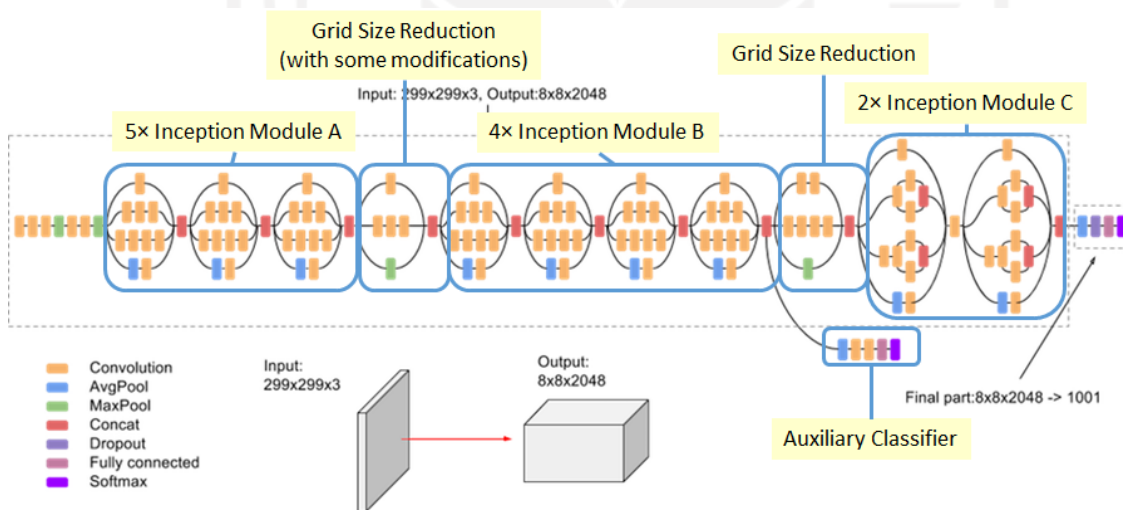 Grid Size Reduction
(with some modifications)
Grid Size Reduction
Input: 299x299x3, Output:8x8x2048
5× Inception Module A
4× Inception Module B
2× Inception Module C
Convolution
AvgPool
MaxPool
Concat
Dropout
Fully connected
Softmax
Input:
299x299x3
Output:
8x8x2048
Final part:8x8x2048 -> 1001
Auxiliary Classifier